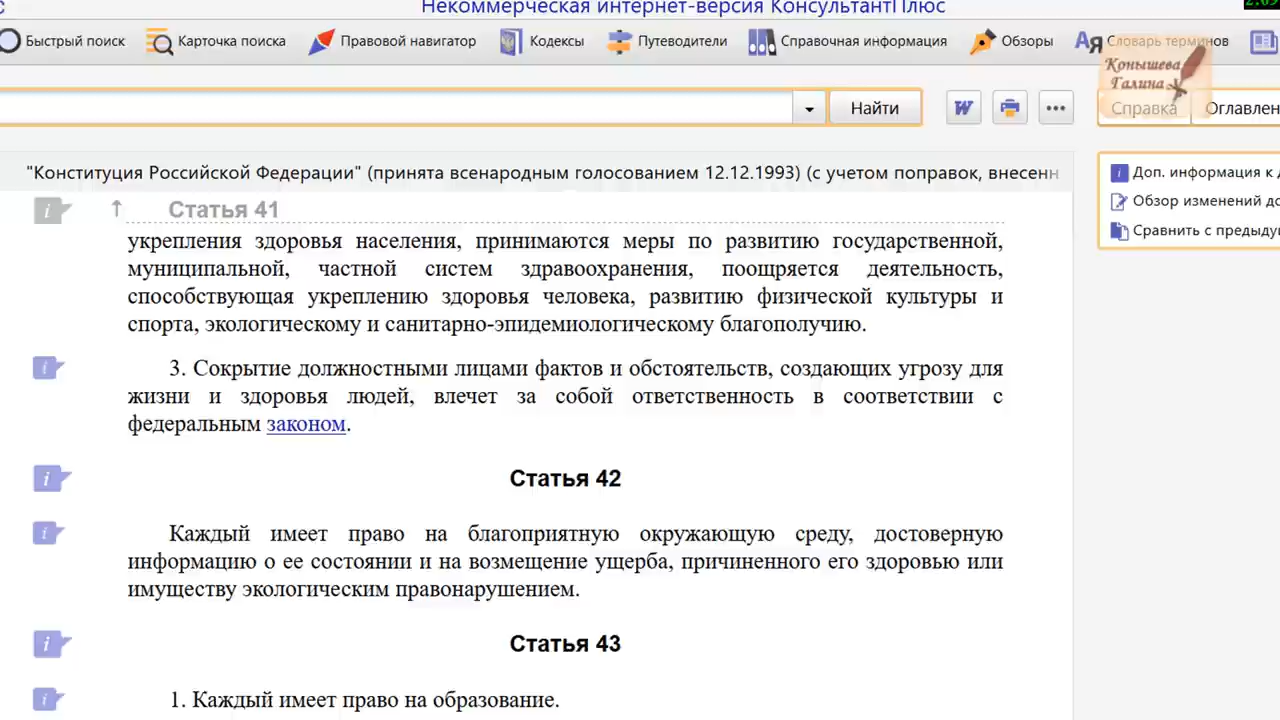 Некоммерческая интернет-версия КонсультантПлюс
Быстрый поиск Карточка поиска Правовой навигатор Кодексы Путеводители Справочная информация Обзоры Словарь терминов
Конышева
Галина
Найти Справка Оглавлен
"Конституция Российской Федерации" (принята всенародным голосованием 12.12.1993) (с учетом поправок, внесенн
Доп. информация к д
Обзор изменений до
Сравнить с предыду
Статья 41
укрепления здоровья населения, принимаются меры по развитию государственной,
муниципальной, частной систем здравоохранения, поощряется деятельность,
способствующая укреплению здоровья человека, развитию физической культуры и
спорта, экологическому и санитарно-эпидемиологическому благополучию.
3. Сокрытие должностными лицами фактов и обстоятельств, создающих угрозу для
жизни и здоровья людей, влечет за собой ответственность в соответствии с
федеральным законом.
Статья 42
Каждый имеет право на благоприятную окружающую среду, достоверную
информацию о ее состоянии и на возмещение ущерба, причиненного его здоровью или
имуществу экологическим правонарушением.
Статья 43
1. Каждый имеет право на образование.